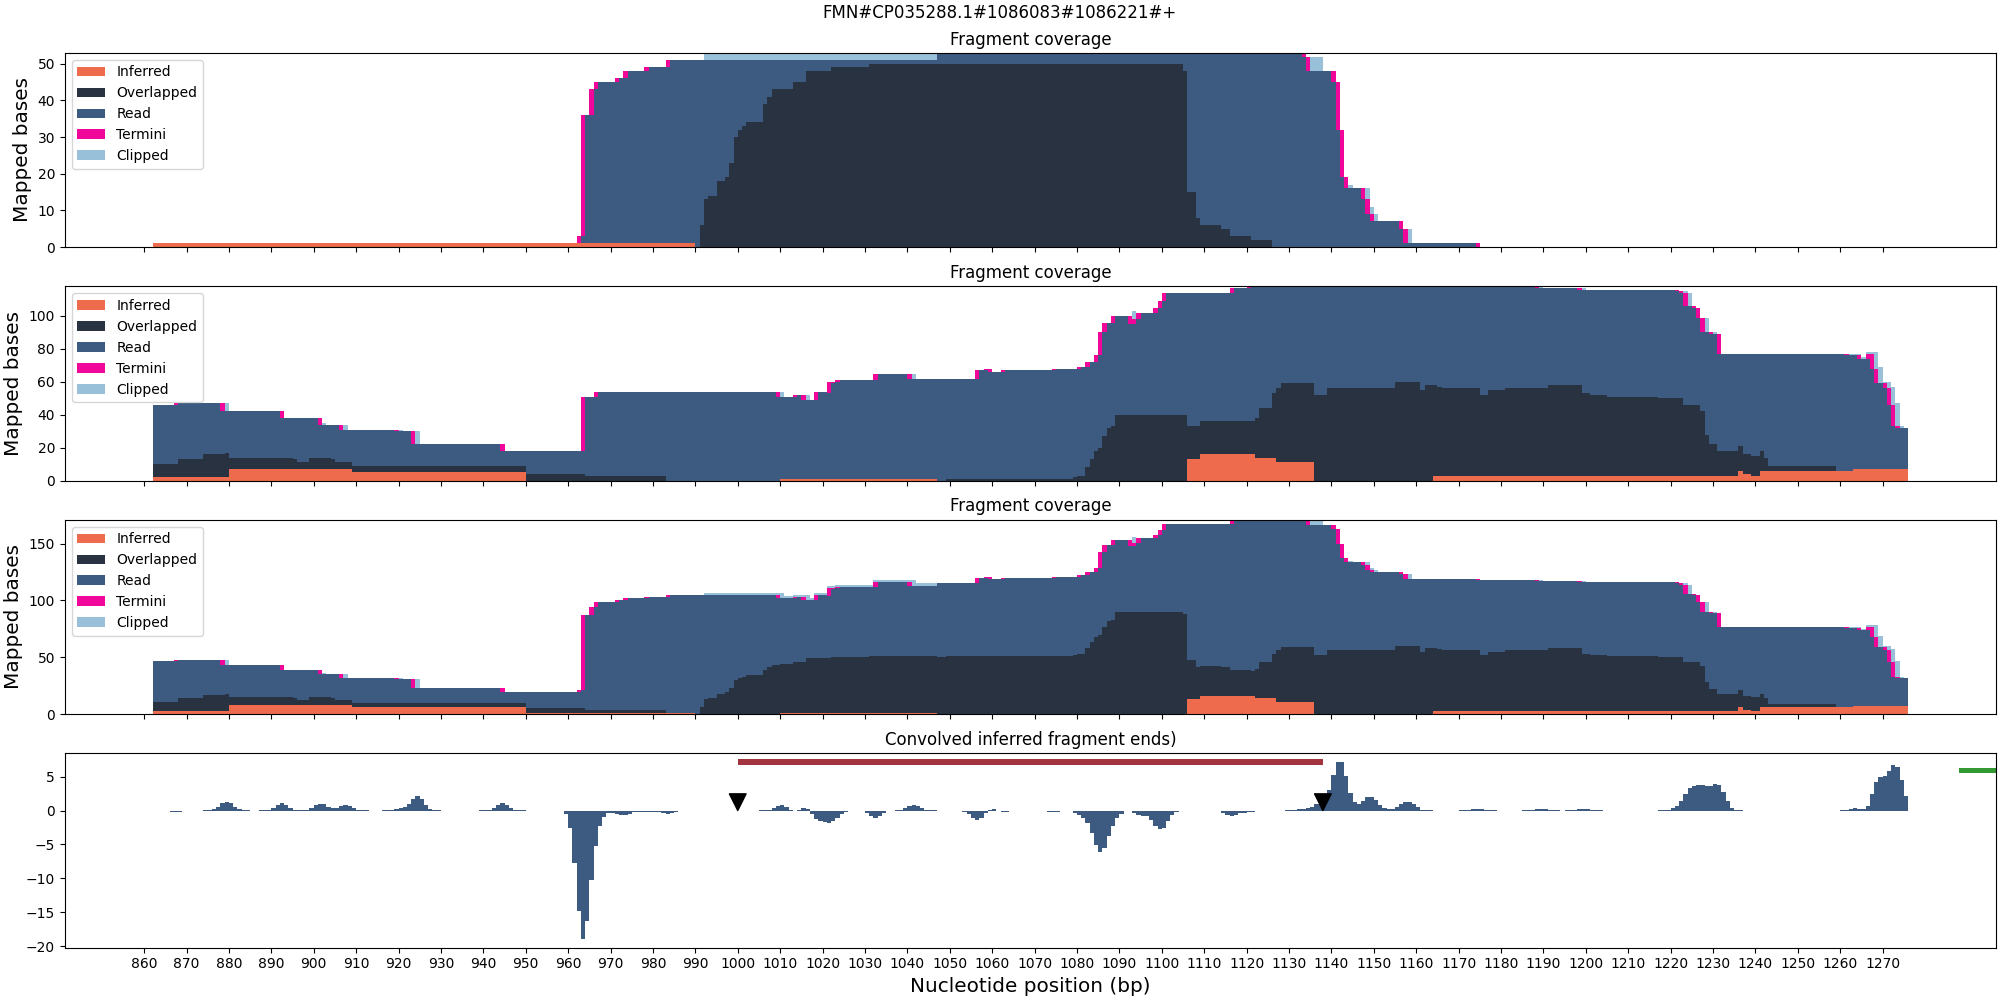 FMN#CP035288.1#1086083#1086221#+
Fragment coverage
Mapped bases
50
40
30
20
10
0
Inferred
Overlapped
Read
Termini
Clipped
Fragment coverage
Mapped bases
100
80
60
40
20
0
Inferred
Overlapped
Read
Termini
Clipped
Fragment coverage
Mapped bases
150
100
50
0
Inferred
Overlapped
Read
Termini
Clipped
Convolved inferred fragment ends)
5
0
−5
−10
−15
−20
860 870 880 890 900 910 920 930 940 950 960 970 980 990 1000 1010 1020 1030 1040 1050 1060 1070 1080 1090 1100 1110 1120 1130 1140 1150 1160 1170 1180 1190 1200 1210 1220 1230 1240 1250 1260 1270
Nucleotide position (bp)